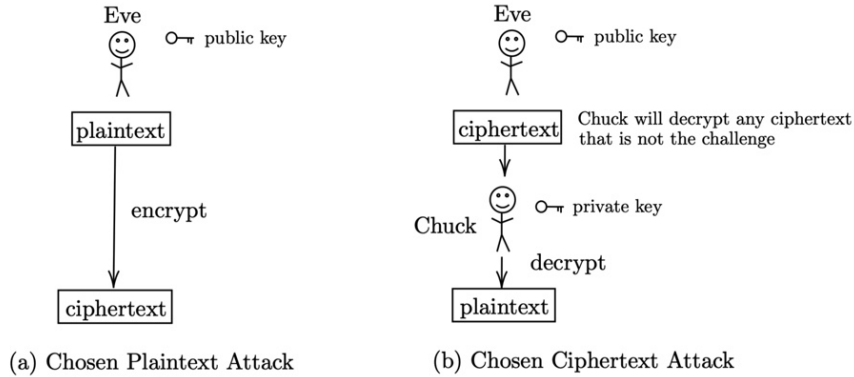 Eve
public key
plaintext
encrypt
ciphertext
(a) Chosen Plaintext Attack
Eve
public key
ciphertext
Chuck will decrypt any ciphertext
that is not the challenge
Chuck
private key
decrypt
plaintext
(b) Chosen Ciphertext Attack